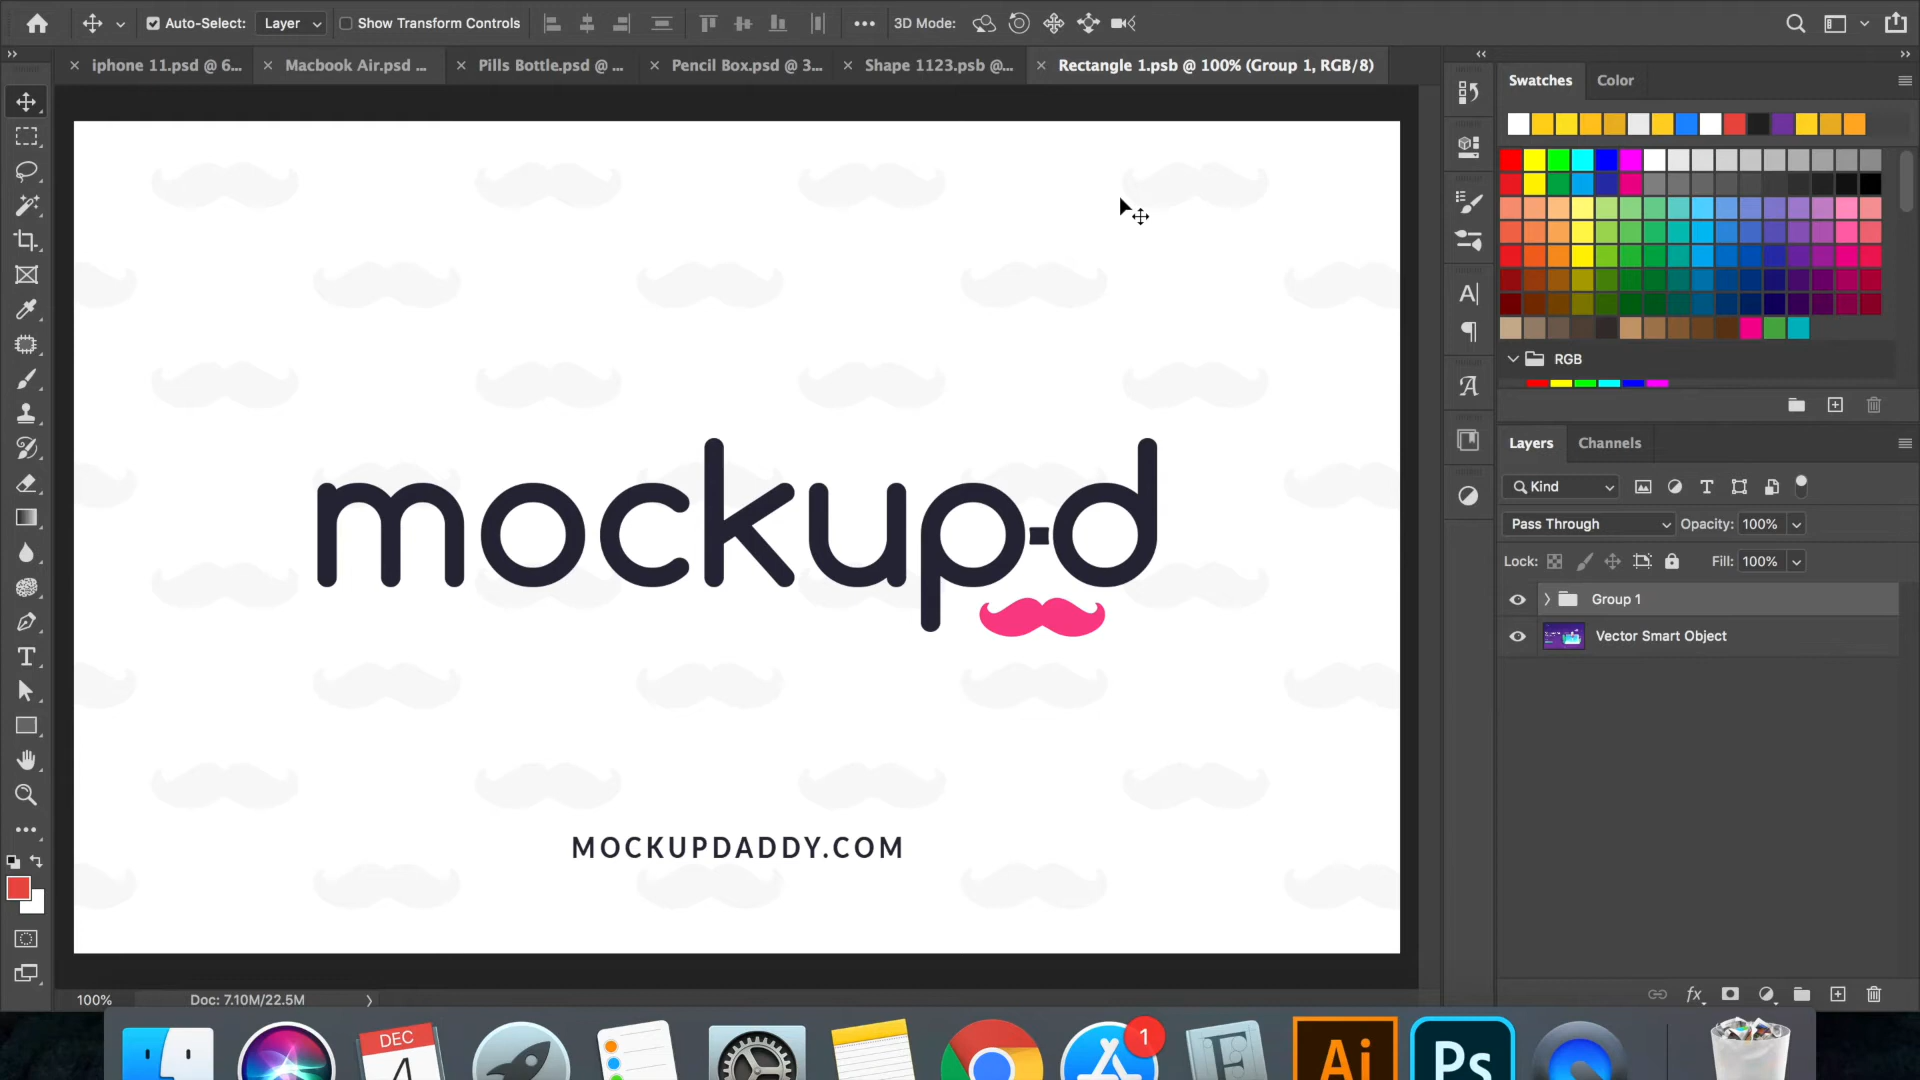 Auto-Select: Layer Show Transform Controls 3D Mode:
iphone 11.psd @ 6... Macbook Air.psd ... Pills Bottle.psd @ ... Pencil Box.psd @ 3... Shape 1123.psb @... Rectangle 1.psb @ 100% (Group 1, RGB/8)
Swatches Color
RGB
Layers Channels
Kind
Pass Through Opacity: 100%
Lock: Fill: 100%
Group 1
Vector Smart Object
mockup-d
MOCKUPDADDY.COM
100% Doc: 7.10M/22.5M
fx
DEC
4
1
Ai
Ps